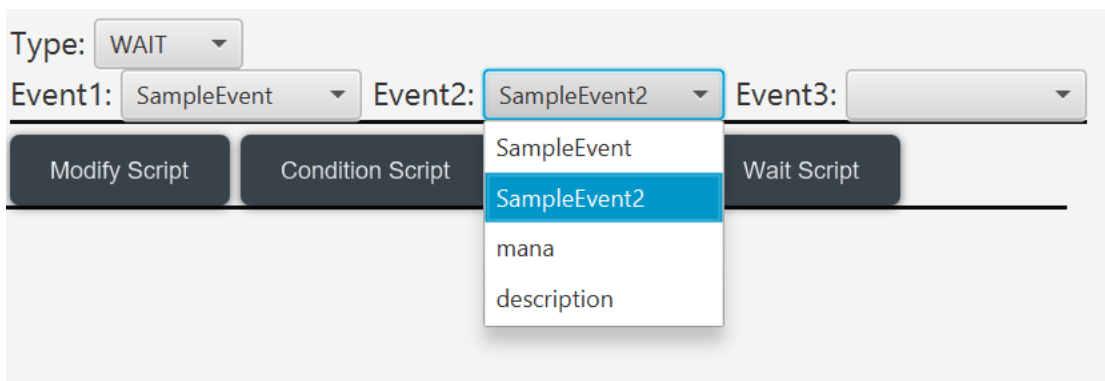 Type: WAIT
Event1: SampleEvent Event2: SampleEvent2 Event3:
Modify Script Condition Script Wait Script
SampleEvent
SampleEvent2
mana
description